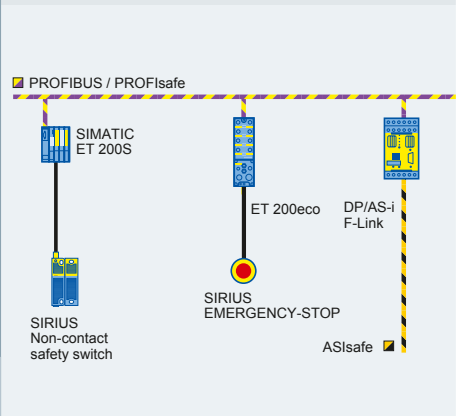 PROFIBUS / PROFIsafe
SIMATIC
ET 200S
ET 200eco
DP/AS-i
F-Link
SIRIUS
EMERGENCY-STOP
SIRIUS
Non-contact
safety switch
ASIsafe